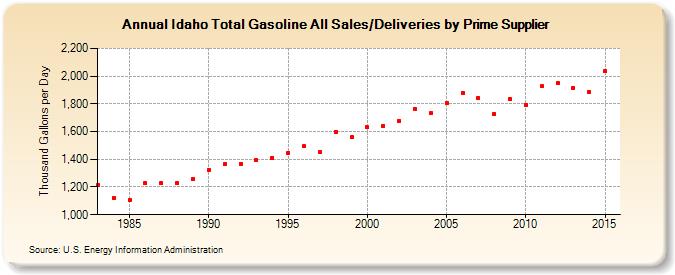 Annual Idaho Total Gasoline All Sales/Deliveries by Prime Supplier
Thousand Gallons per Day
2,200
2,000
1,800
1,600
1,400
1,200
1,000
1985 1990 1995 2000 2005 2010 2015
Source: U.S. Energy Information Administration